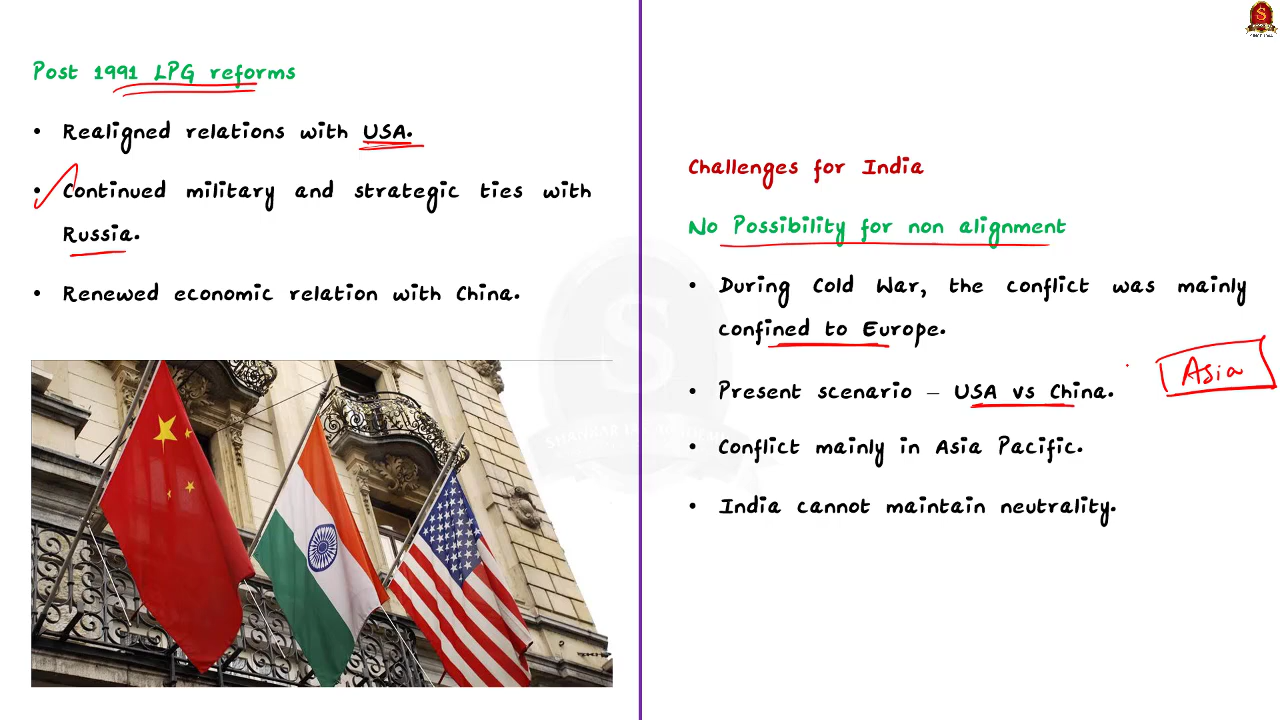 Post 1991 LPG reforms
• Realigned relations with USA.
• Continued military and strategic ties with
Russia.
• Renewed economic relation with China.
Challenges for India
No Possibility for non alignment
• During Cold War, the conflict was mainly
confined to Europe.
Asia
• Present scenario – USA vs China.
• Conflict mainly in Asia Pacific.
• India cannot maintain neutrality.